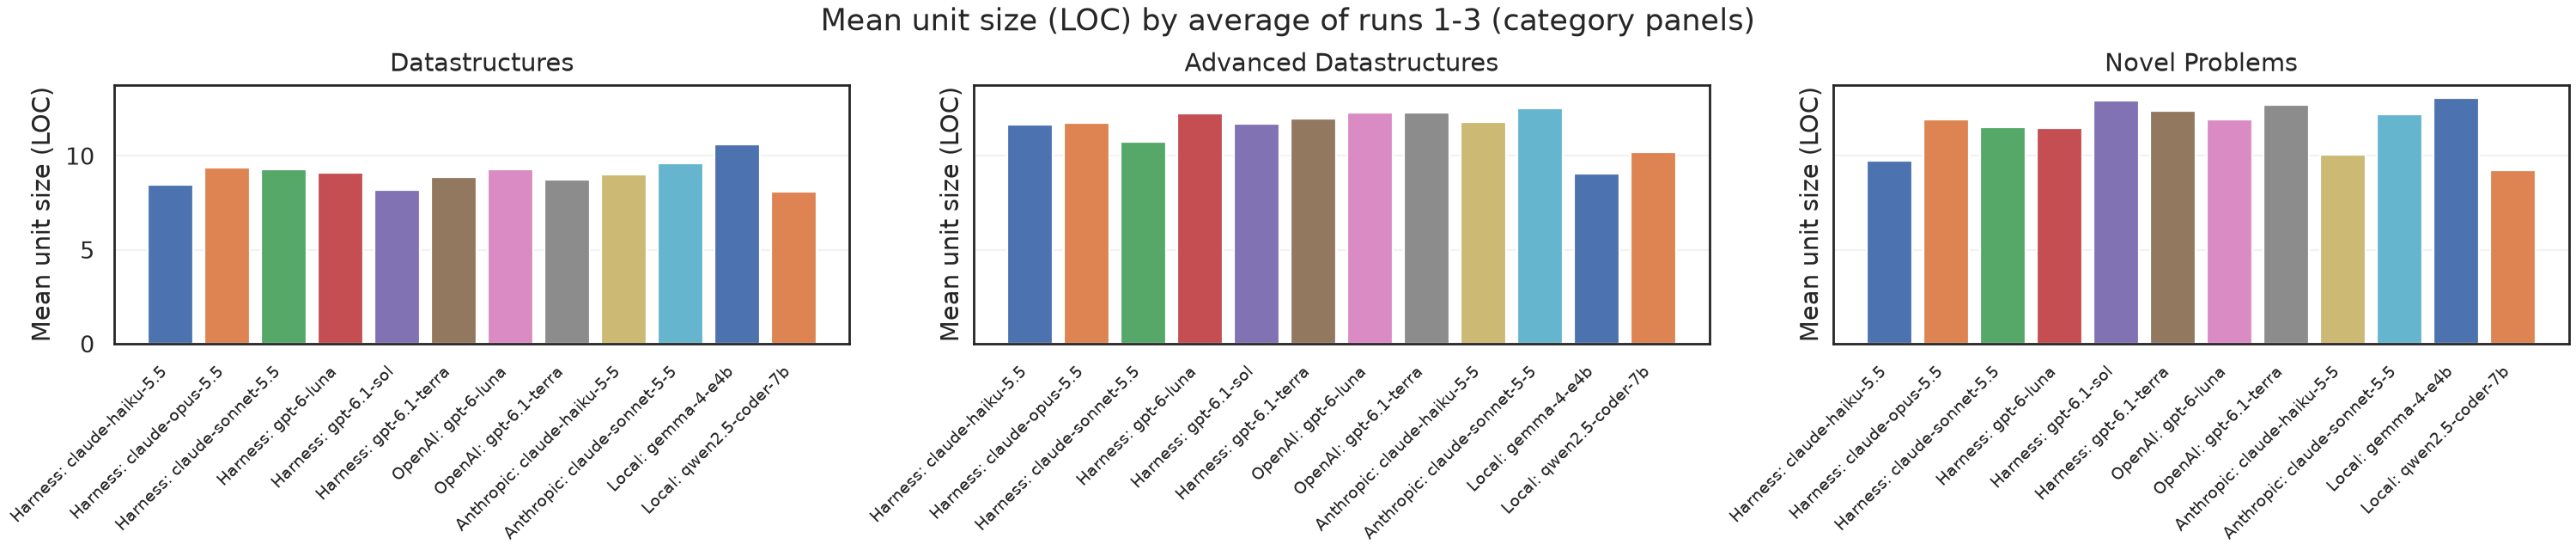 Mean unit size (LOC) by average of runs 1-3 (category panels)
Datastructures
Mean unit size (LOC)
10
5
0
Harness: claude-haiku-5.5
Harness: claude-opus-5.5
Harness: claude-sonnet-5.5
Harness: gpt-6-luna
Harness: gpt-6.1-sol
Harness: gpt-6.1-terra
OpenAI: gpt-6-luna
OpenAI: gpt-6.1-terra
Anthropic: claude-haiku-5-5
Anthropic: claude-sonnet-5-5
Local: gemma-4-e4b
Local: qwen2.5-coder-7b
Advanced Datastructures
Mean unit size (LOC)
Harness: claude-haiku-5.5
Harness: claude-opus-5.5
Harness: claude-sonnet-5.5
Harness: gpt-6-luna
Harness: gpt-6.1-sol
Harness: gpt-6.1-terra
OpenAI: gpt-6-luna
OpenAI: gpt-6.1-terra
Anthropic: claude-haiku-5-5
Anthropic: claude-sonnet-5-5
Local: gemma-4-e4b
Local: qwen2.5-coder-7b
Novel Problems
Mean unit size (LOC)
Harness: claude-haiku-5.5
Harness: claude-opus-5.5
Harness: claude-sonnet-5.5
Harness: gpt-6-luna
Harness: gpt-6.1-sol
Harness: gpt-6.1-terra
OpenAI: gpt-6-luna
OpenAI: gpt-6.1-terra
Anthropic: claude-haiku-5-5
Anthropic: claude-sonnet-5-5
Local: gemma-4-e4b
Local: qwen2.5-coder-7b